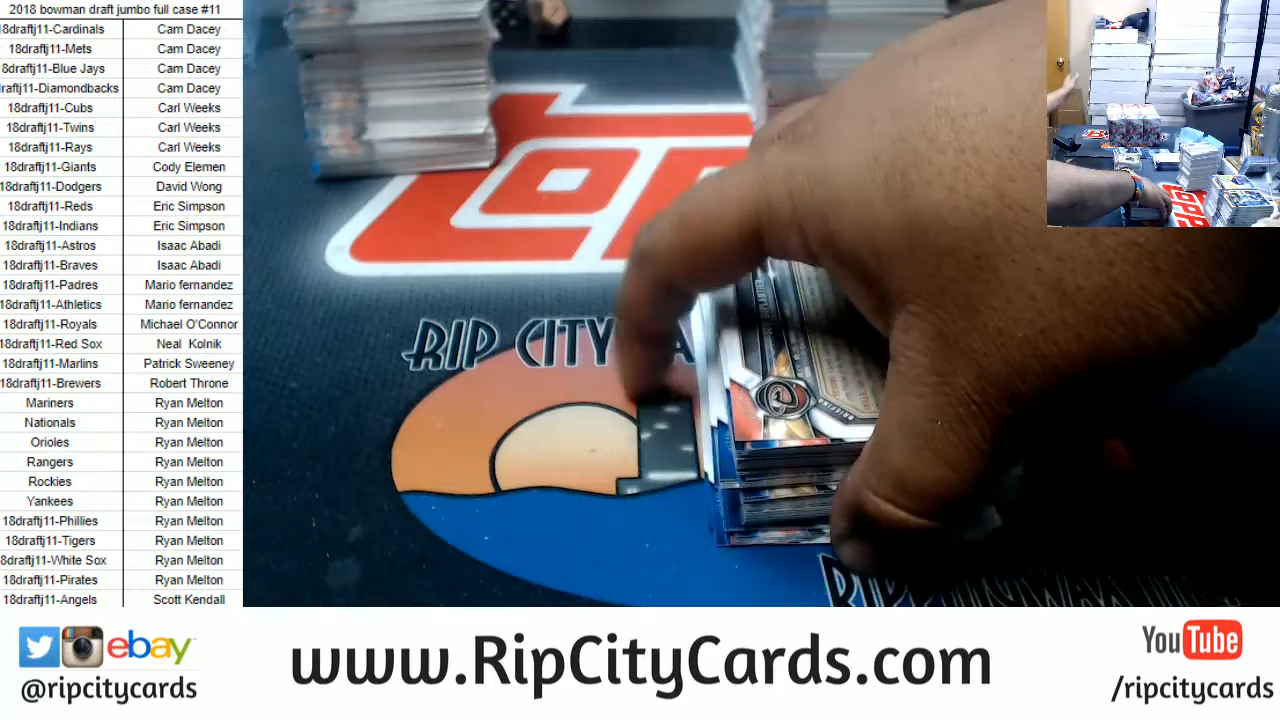 2018 bowman draft jumbo full case #11
18draftj11-Cardinals Cam Dacey
18draftj11-Mets Cam Dacey
8draftj11-Blue Jays Cam Dacey
raftj11-Diamondbacks Cam Dacey
18draftj11-Cubs Carl Weeks
18draftj11-Twins Carl Weeks
18draftj11-Rays Carl Weeks
18draftj11-Giants Cody Elemen
18draftj11-Dodgers David Wong
18draftj11-Reds Eric Simpson
18draftj11-Indians Eric Simpson
18draftj11-Astros Isaac Abadi
18draftj11-Braves Isaac Abadi
18draftj11-Padres Mario fernandez
18draftj11-Athletics Mario fernandez
18draftj11-Royals Michael O'Connor
18draftj11-Red Sox Neal Kolnik
18draftj11-Marlins Patrick Sweeney
18draftj11-Brewers Robert Throne
Mariners Ryan Melton
Nationals Ryan Melton
Orioles Ryan Melton
Rangers Ryan Melton
Rockies Ryan Melton
Yankees Ryan Melton
18draftj11-Phillies Ryan Melton
18draftj11-Tigers Ryan Melton
8draftj11-White Sox Ryan Melton
18draftj11-Pirates Ryan Melton
18draftj11-Angels Scott Kendall
RIP CITY
ebay
@ripcitycards
www.RipCityCards.com
YouTube
/ripcitycards